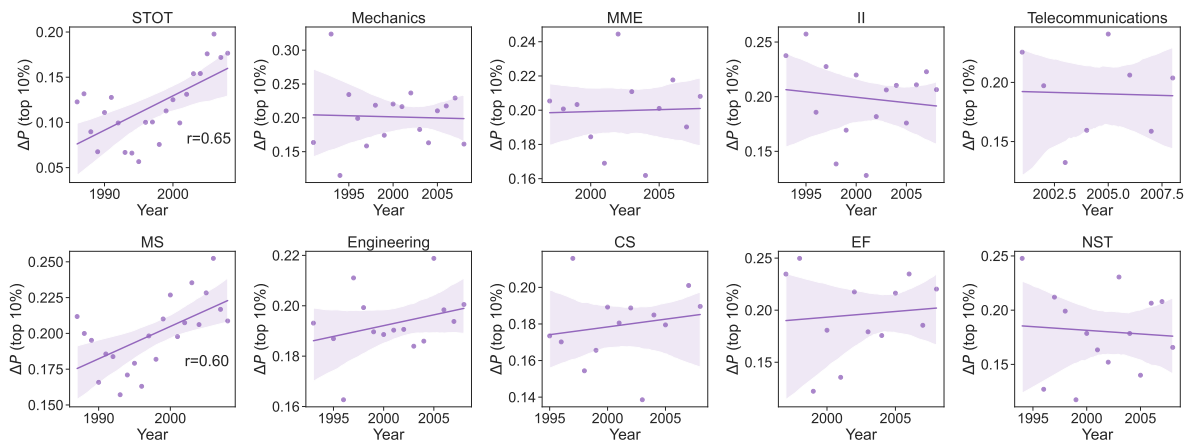 STOT
Mechanics
MME
II
Telecommunications
ΔP (top 10%)
0.20
0.15
0.10
0.05
r=0.65
1990 2000
Year
ΔP (top 10%)
0.30
0.25
0.20
0.15
1995 2000 2005
Year
ΔP (top 10%)
0.24
0.22
0.20
0.18
0.16
2000 2005
Year
ΔP (top 10%)
0.25
0.20
0.15
1995 2000 2005
Year
ΔP (top 10%)
0.20
0.15
2002.5 2005.0 2007.5
Year
MS
Engineering
CS
EF
NST
ΔP (top 10%)
0.250
0.225
0.200
0.175
0.150
r=0.60
1990 2000
Year
ΔP (top 10%)
0.22
0.20
0.18
0.16
1995 2000 2005
Year
ΔP (top 10%)
0.22
0.20
0.18
0.16
0.14
1995 2000 2005
Year
ΔP (top 10%)
0.25
0.20
0.15
2000 2005
Year
ΔP (top 10%)
0.25
0.20
0.15
1995 2000 2005
Year